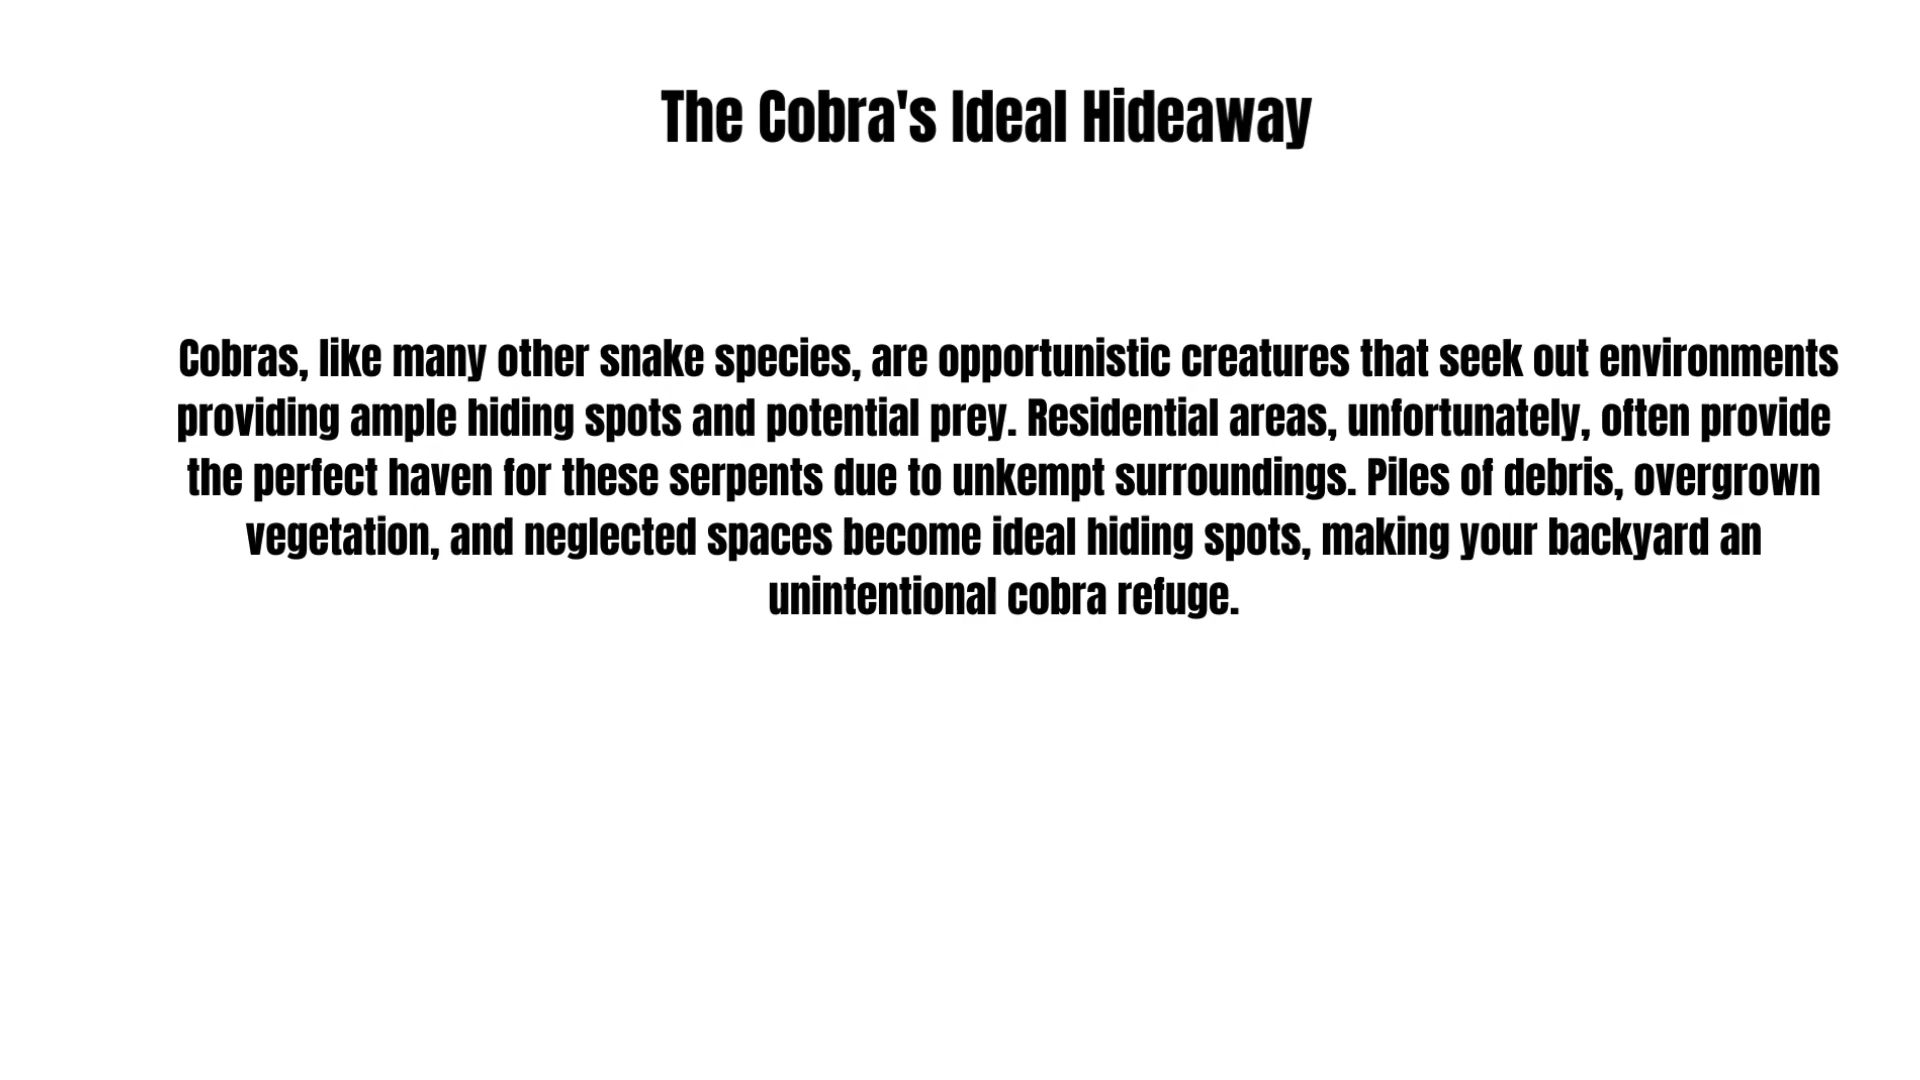 The Cobra's Ideal Hideaway
Cobras, like many other snake species, are opportunistic creatures that seek out environments
providing ample hiding spots and potential prey. Residential areas, unfortunately, often provide
the perfect haven for these serpents due to unkempt surroundings. Piles of debris, overgrown
vegetation, and neglected spaces become ideal hiding spots, making your backyard an
unintentional cobra refuge.